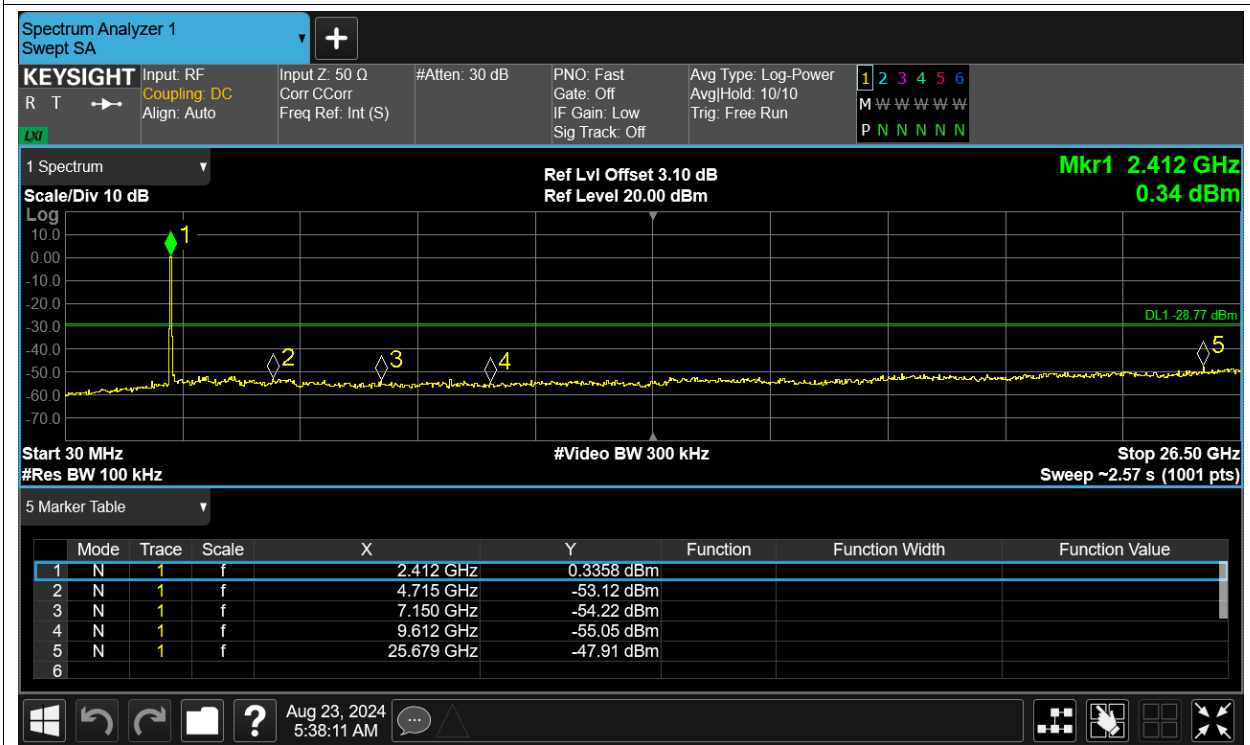 Spectrum Analyzer 1
Swept SA
KEYSIGHT
R T
LXI
Input: RF
Coupling: DC
Align: Auto
Input Z: 50 Ω
Corr CCorr
Freq Ref: Int (S)
#Atten: 30 dB
PNO: Fast
Gate: Off
IF Gain: Low
Sig Track: Off
Avg Type: Log-Power
Avg|Hold: 10/10
Trig: Free Run
1 2 3 4 5 6
M W W W W W
P N N N N N
1 Spectrum
Scale/Div 10 dB
Ref Lvl Offset 3.10 dB
Ref Level 20.00 dBm
Mkr1 2.412 GHz
0.34 dBm
Log
10.0
0.00
-10.0
-20.0
-30.0
-40.0
-50.0
-60.0
-70.0
1
2
3
4
5
DL1 -28.77 dBm
Start 30 MHz
#Res BW 100 kHz
#Video BW 300 kHz
Stop 26.50 GHz
Sweep ~2.57 s (1001 pts)
5 Marker Table
Mode Trace Scale X Y Function Function Width Function Value
1 N 1 f 2.412 GHz 0.3358 dBm
2 N 1 f 4.715 GHz -53.12 dBm
3 N 1 f 7.150 GHz -54.22 dBm
4 N 1 f 9.612 GHz -55.05 dBm
5 N 1 f 25.679 GHz -47.91 dBm
6
?
Aug 23, 2024
5:38:11 AM